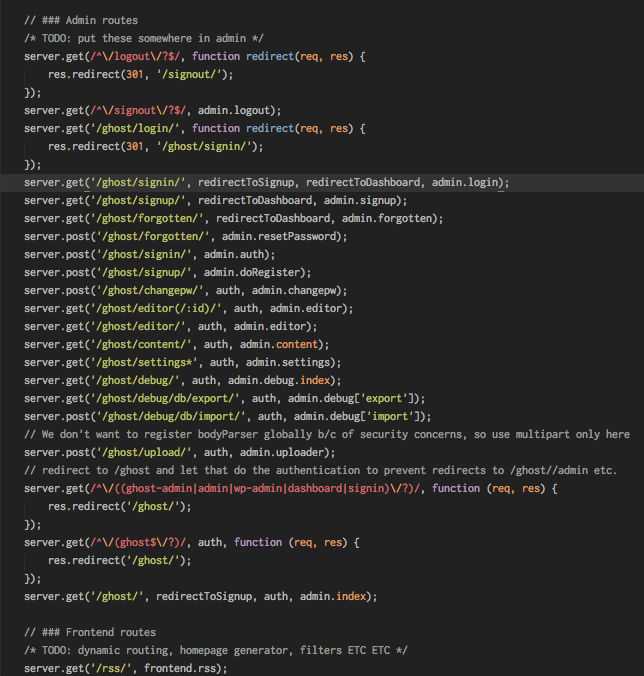 // ### Admin routes
/* TODO: put these somewhere in admin */
server.get(/^\/logout\/?$/, function redirect(req, res) {
    res.redirect(301, '/signout/');
});
server.get(/^\/signout\/?$/, admin.logout);
server.get('/ghost/login/', function redirect(req, res) {
    res.redirect(301, '/ghost/signin/');
});
server.get('/ghost/signin/', redirectToSignup, redirectToDashboard, admin.login);
server.get('/ghost/signup/', redirectToDashboard, admin.signup);
server.get('/ghost/forgotten/', redirectToDashboard, admin.forgotten);
server.post('/ghost/forgotten/', admin.resetPassword);
server.post('/ghost/signin/', admin.auth);
server.post('/ghost/signup/', admin.doRegister);
server.post('/ghost/changepw/', auth, admin.changepw);
server.get('/ghost/editor(/:id)/', auth, admin.editor);
server.get('/ghost/editor/', auth, admin.editor);
server.get('/ghost/content/', auth, admin.content);
server.get('/ghost/settings*', auth, admin.settings);
server.get('/ghost/debug/', auth, admin.debug.index);
server.get('/ghost/debug/db/export/', auth, admin.debug['export']);
server.post('/ghost/debug/db/import/', auth, admin.debug['import']);
// We don't want to register bodyParser globally b/c of security concerns, so use multipart only here
server.post('/ghost/upload/', auth, admin.uploader);
// redirect to /ghost and let that do the authentication to prevent redirects to /ghost//admin etc.
server.get(/^\/((ghost-admin|admin|wp-admin|dashboard|signin)\/?)/, function (req, res) {
    res.redirect('/ghost/');
});
server.get(/^\/(ghost$\/?)/, auth, function (req, res) {
    res.redirect('/ghost/');
});
server.get('/ghost/', redirectToSignup, auth, admin.index);
// ### Frontend routes
/* TODO: dynamic routing, homepage generator, filters ETC ETC */
server.get('/rss/', frontend.rss);